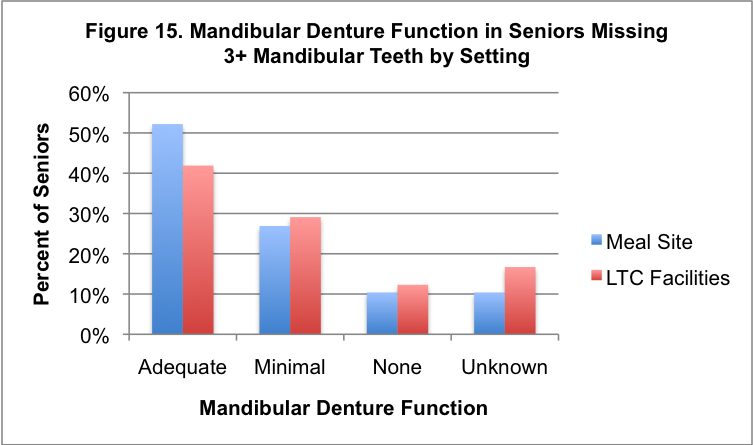 Figure 15. Mandibular Denture Function in Seniors Missing
3+ Mandibular Teeth by Setting
60%
50%
40%
30%
20%
10%
0%
Percent of Seniors
Adequate
Minimal
None
Unknown
Mandibular Denture Function
Meal Site
LTC Facilities